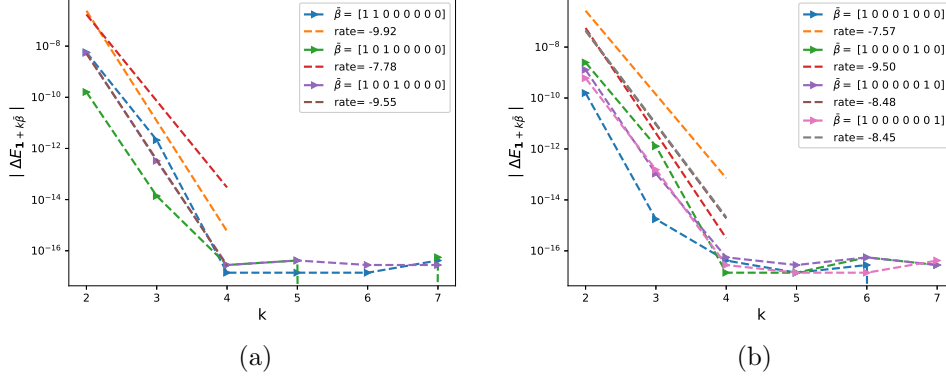 β̄ = [1 1 0 0 0 0 0 0]
rate= -9.92
β̄ = [1 0 1 0 0 0 0 0]
rate= -7.78
β̄ = [1 0 0 1 0 0 0 0]
rate= -9.55
10⁻⁸
10⁻¹⁰
10⁻¹²
10⁻¹⁴
10⁻¹⁶
| ΔE₁ + kβ̄ |
2 3 4 5 6 7
k
(a)
β̄ = [1 0 0 0 1 0 0 0]
rate= -7.57
β̄ = [1 0 0 0 0 1 0 0]
rate= -9.50
β̄ = [1 0 0 0 0 0 1 0]
rate= -8.48
β̄ = [1 0 0 0 0 0 0 1]
rate= -8.45
10⁻⁸
10⁻¹⁰
10⁻¹²
10⁻¹⁴
10⁻¹⁶
| ΔE₁ + kβ̄ |
2 3 4 5 6 7
k
(b)